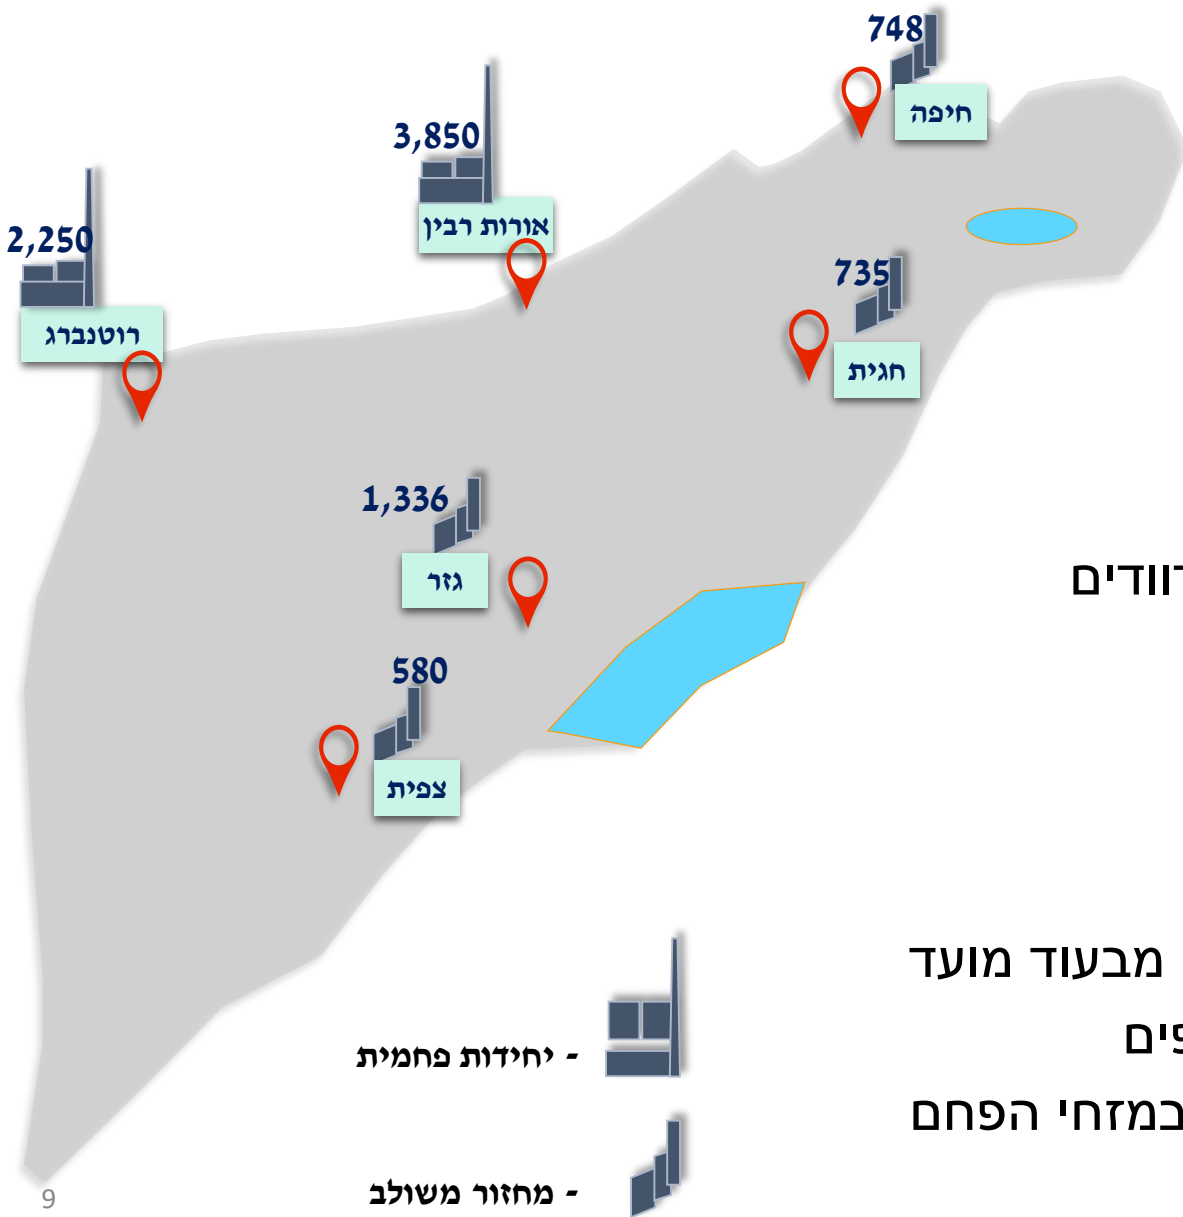 748
חיפה
3,850
אורות רבין
2,250
רוטנברג
735
חגית
1,336
גזר
580
צפית
מבעוד מועד
במזחי הפחם
- יחידות פחמית
- מחזור משולב
9